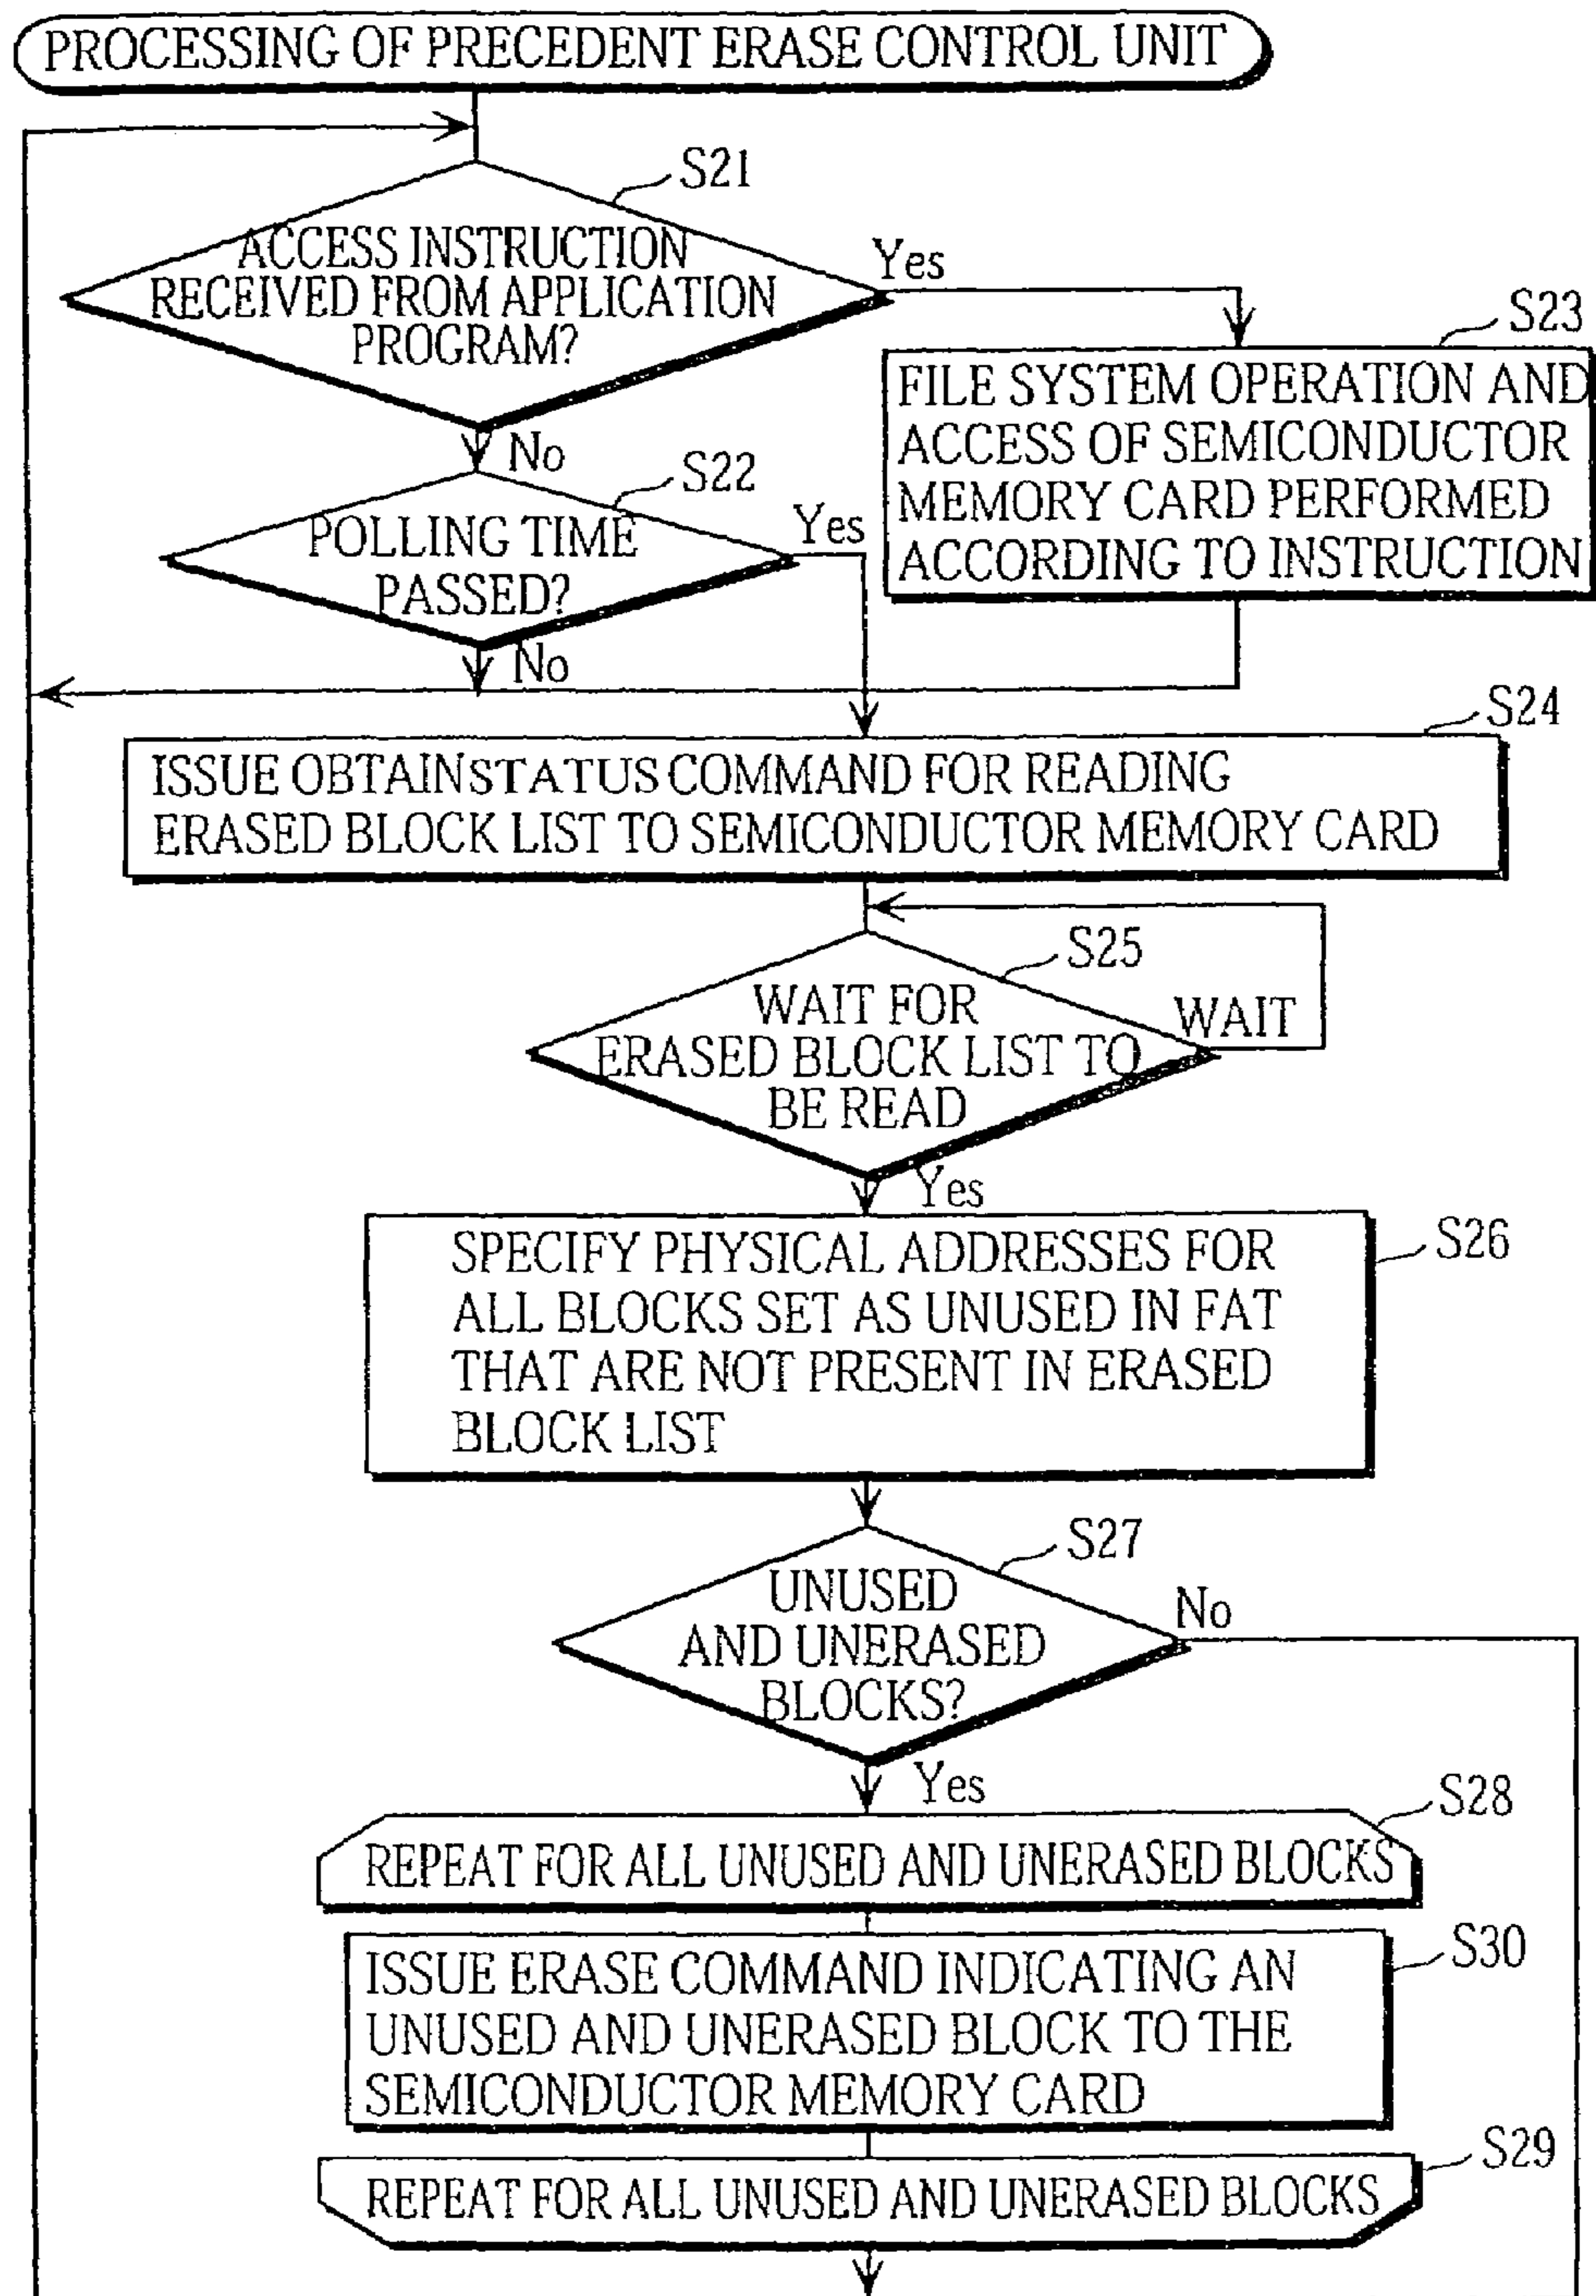 PROCESSING OF PRECEDENT ERASE CONTROL UNIT
S21
ACCESS INSTRUCTION
RECEIVED FROM APPLICATION
PROGRAM?
Yes
No
S23
FILE SYSTEM OPERATION AND
ACCESS OF SEMICONDUCTOR
MEMORY CARD PERFORMED
ACCORDING TO INSTRUCTION
S22
POLLING TIME
PASSED?
Yes
No
S24
ISSUE OBTAIN STATUS COMMAND FOR READING
ERASED BLOCK LIST TO SEMICONDUCTOR MEMORY CARD
S25
WAIT FOR
ERASED BLOCK LIST TO
BE READ
WAIT
Yes
S26
SPECIFY PHYSICAL ADDRESSES FOR
ALL BLOCKS SET AS UNUSED IN FAT
THAT ARE NOT PRESENT IN ERASED
BLOCK LIST
S27
UNUSED
AND UNERASED
BLOCKS?
No
Yes
S28
REPEAT FOR ALL UNUSED AND UNERASED BLOCKS
S30
ISSUE ERASE COMMAND INDICATING AN
UNUSED AND UNERASED BLOCK TO THE
SEMICONDUCTOR MEMORY CARD
S29
REPEAT FOR ALL UNUSED AND UNERASED BLOCKS